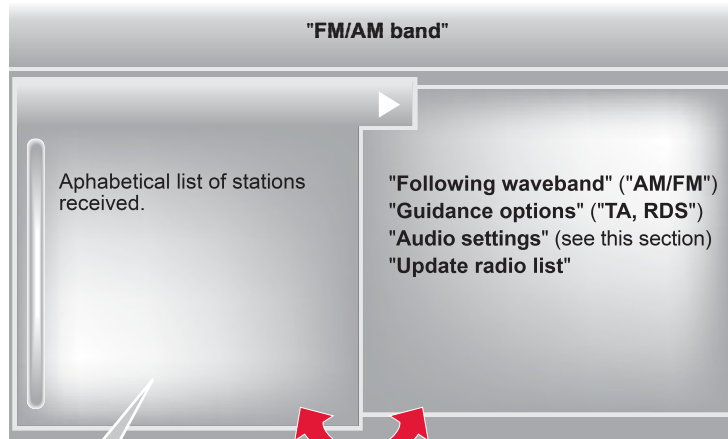 "FM/AM band"
Aphabetical list of stations
received.
"Following waveband" ("AM/FM")
"Guidance options" ("TA, RDS")
"Audio settings" (see this section)
"Update radio list"